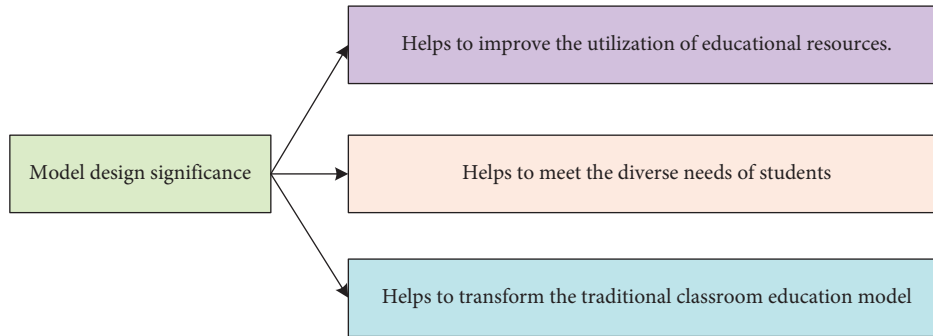 Helps to improve the utilization of educational resources.
Model design significance
Helps to meet the diverse needs of students
Helps to transform the traditional classroom education model